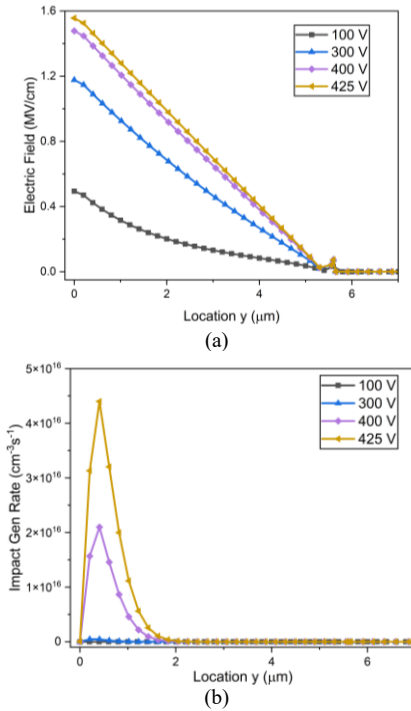 1.6
1.2
0.8
0.4
0.0
Electric Field (MV/cm)
100 V
300 V
400 V
425 V
0 2 4 6
Location y (μm)
(a)
5×10¹⁶
4×10¹⁶
3×10¹⁶
2×10¹⁶
1×10¹⁶
0
Impact Gen Rate (cm⁻³s⁻¹)
100 V
300 V
400 V
425 V
0 2 4 6
Location y (μm)
(b)